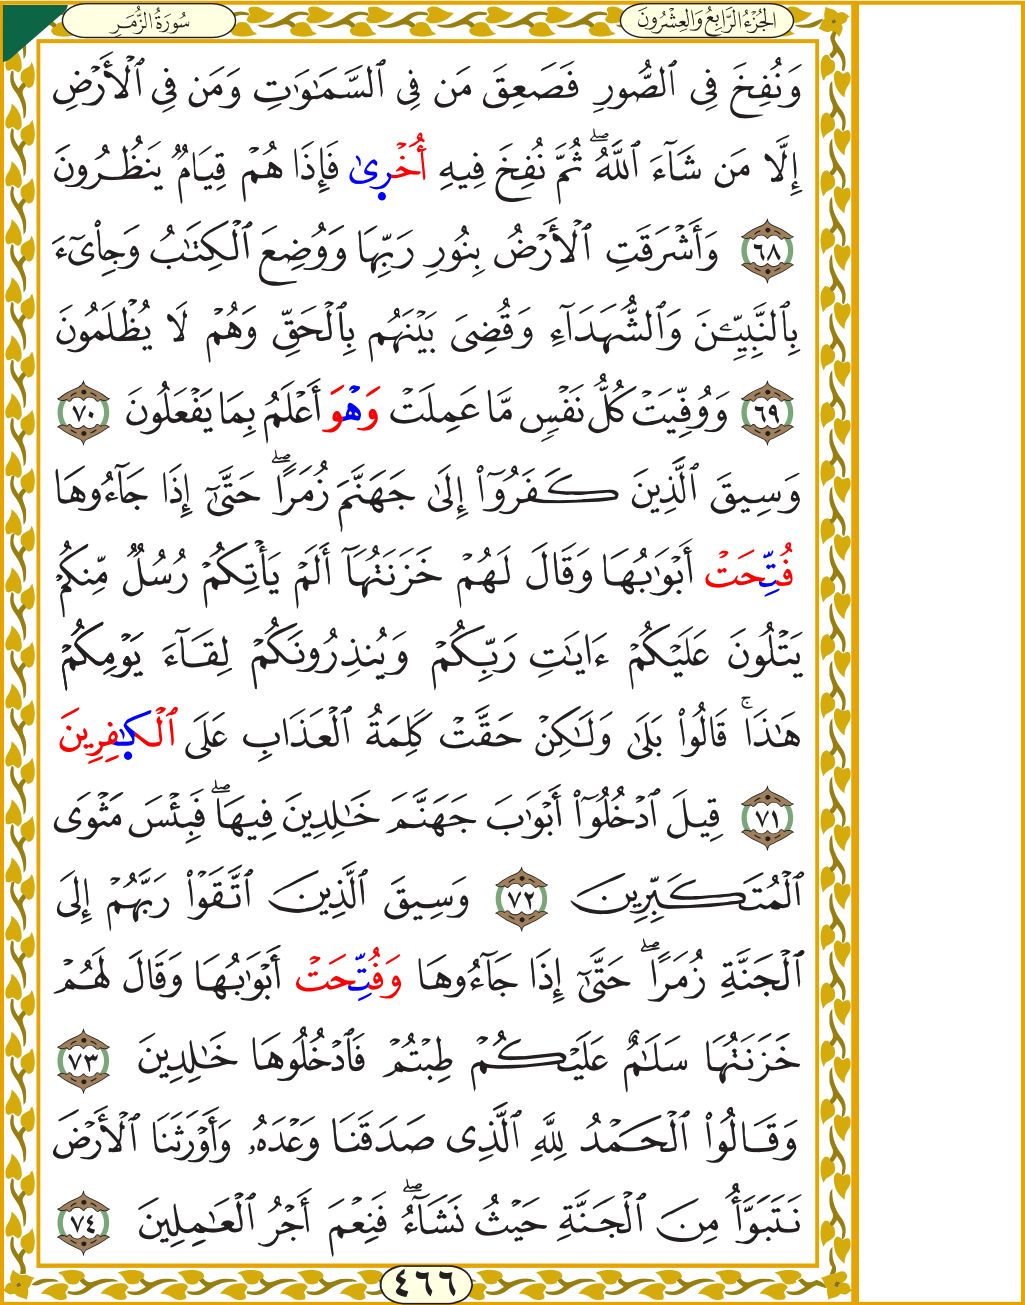 الجُزْءُ الرَّابِعُ وَالعِشْرُونَ
سُورَةُ الزُّمَرِ
وَنُفِخَ فِي ٱلصُّورِ فَصَعِقَ مَن فِي ٱلسَّمَٰوَٰتِ وَمَن فِي ٱلْأَرْضِ
إِلَّا مَن شَآءَ ٱللَّهُۖ ثُمَّ نُفِخَ فِيهِ أُخْرٜىٰ فَإِذَا هُمْ قِيَامٌ يَنظُرُونَ
٦٨ وَأَشْرَقَتِ ٱلْأَرْضُ بِنُورِ رَبِّهَا وَوُضِعَ ٱلْكِتَٰبُ وَجِا۟ىٓءَ
بِٱلنَّبِيِّـۧنَ وَٱلشُّهَدَآءِ وَقُضِىَ بَيْنَهُم بِٱلْحَقِّ وَهُمْ لَا يُظْلَمُونَ
٦٩ وَوُفِّيَتْ كُلُّ نَفْسٍ مَّا عَمِلَتْ وَهْوَ أَعْلَمُ بِمَا يَفْعَلُونَ ٧٠
وَسِيقَ ٱلَّذِينَ كَفَرُوٓا۟ إِلَىٰ جَهَنَّمَ زُمَرًاۖ حَتَّىٰٓ إِذَا جَآءُوهَا
فُتِّحَتْ أَبْوَٰبُهَا وَقَالَ لَهُمْ خَزَنَتُهَآ أَلَمْ يَأْتِكُمْ رُسُلٌ مِّنكُمْ
يَتْلُونَ عَلَيْكُمْ ءَايَٰتِ رَبِّكُمْ وَيُنذِرُونَكُمْ لِقَآءَ يَوْمِكُمْ
هَٰذَاۚ قَالُوا۟ بَلَىٰ وَلَٰكِنْ حَقَّتْ كَلِمَةُ ٱلْعَذَابِ عَلَى ٱلْكٰٜفِرِينَ
٧١ قِيلَ ٱدْخُلُوٓا۟ أَبْوَٰبَ جَهَنَّمَ خَٰلِدِينَ فِيهَاۖ فَبِئْسَ مَثْوَى
ٱلْمُتَكَبِّرِينَ ٧٢ وَسِيقَ ٱلَّذِينَ ٱتَّقَوْا۟ رَبَّهُمْ إِلَى
ٱلْجَنَّةِ زُمَرًاۖ حَتَّىٰٓ إِذَا جَآءُوهَا وَفُتِّحَتْ أَبْوَٰبُهَا وَقَالَ لَهُمْ
خَزَنَتُهَا سَلَٰمٌ عَلَيْكُمْ طِبْتُمْ فَٱدْخُلُوهَا خَٰلِدِينَ ٧٣
وَقَالُوا۟ ٱلْحَمْدُ لِلَّهِ ٱلَّذِى صَدَقَنَا وَعْدَهُۥ وَأَوْرَثَنَا ٱلْأَرْضَ
نَتَبَوَّأُ مِنَ ٱلْجَنَّةِ حَيْثُ نَشَآءُۖ فَنِعْمَ أَجْرُ ٱلْعَٰمِلِينَ ٧٤
٤٦٦